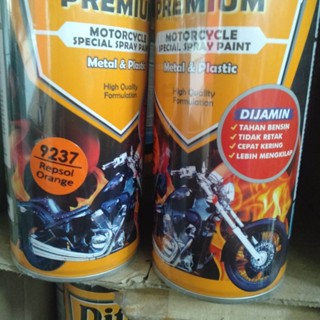 PREMIUM
MOTORCYCLE
SPECIAL SPRAY PAINT
Metal & Plastic
High Quality
Formulation
9237
Repsol
Orange
PREMIUM
MOTORCYCLE
SPECIAL SPRAY PAINT
Metal & Plastic
High Quality
Formulation
DIJAMIN
TAHAN BENSIN
TIDAK RETAK
CEPAT KERING
LEBIH MENGKILAP